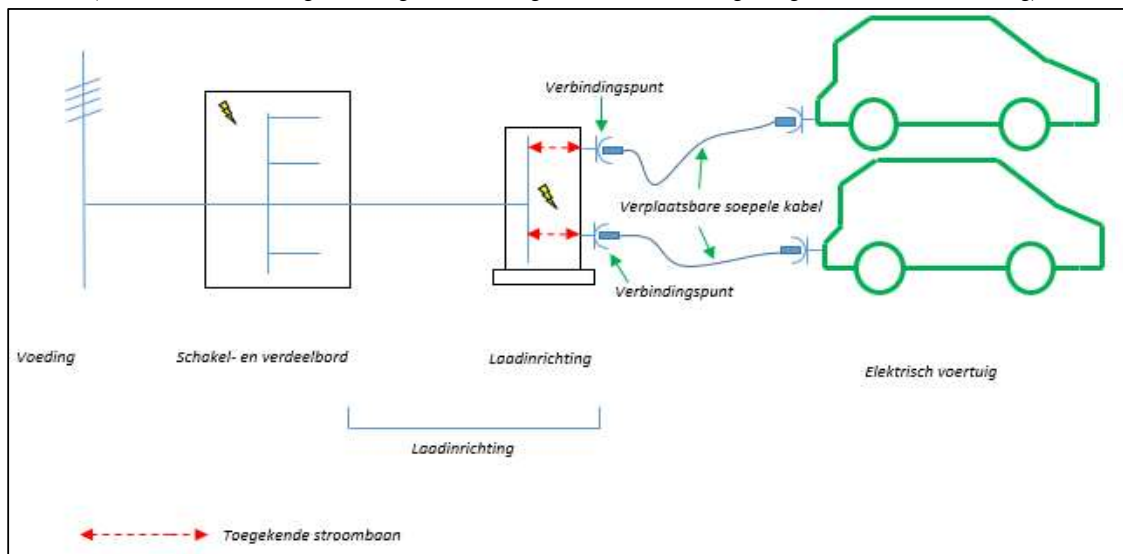 Verbindingspunt
Verplaatsbare soepele kabel
Verbindingspunt
Voeding
Schakel- en verdeelbord
Laadinrichting
Elektrisch voertuig
Laadinrichting
Toegekende stroombaan